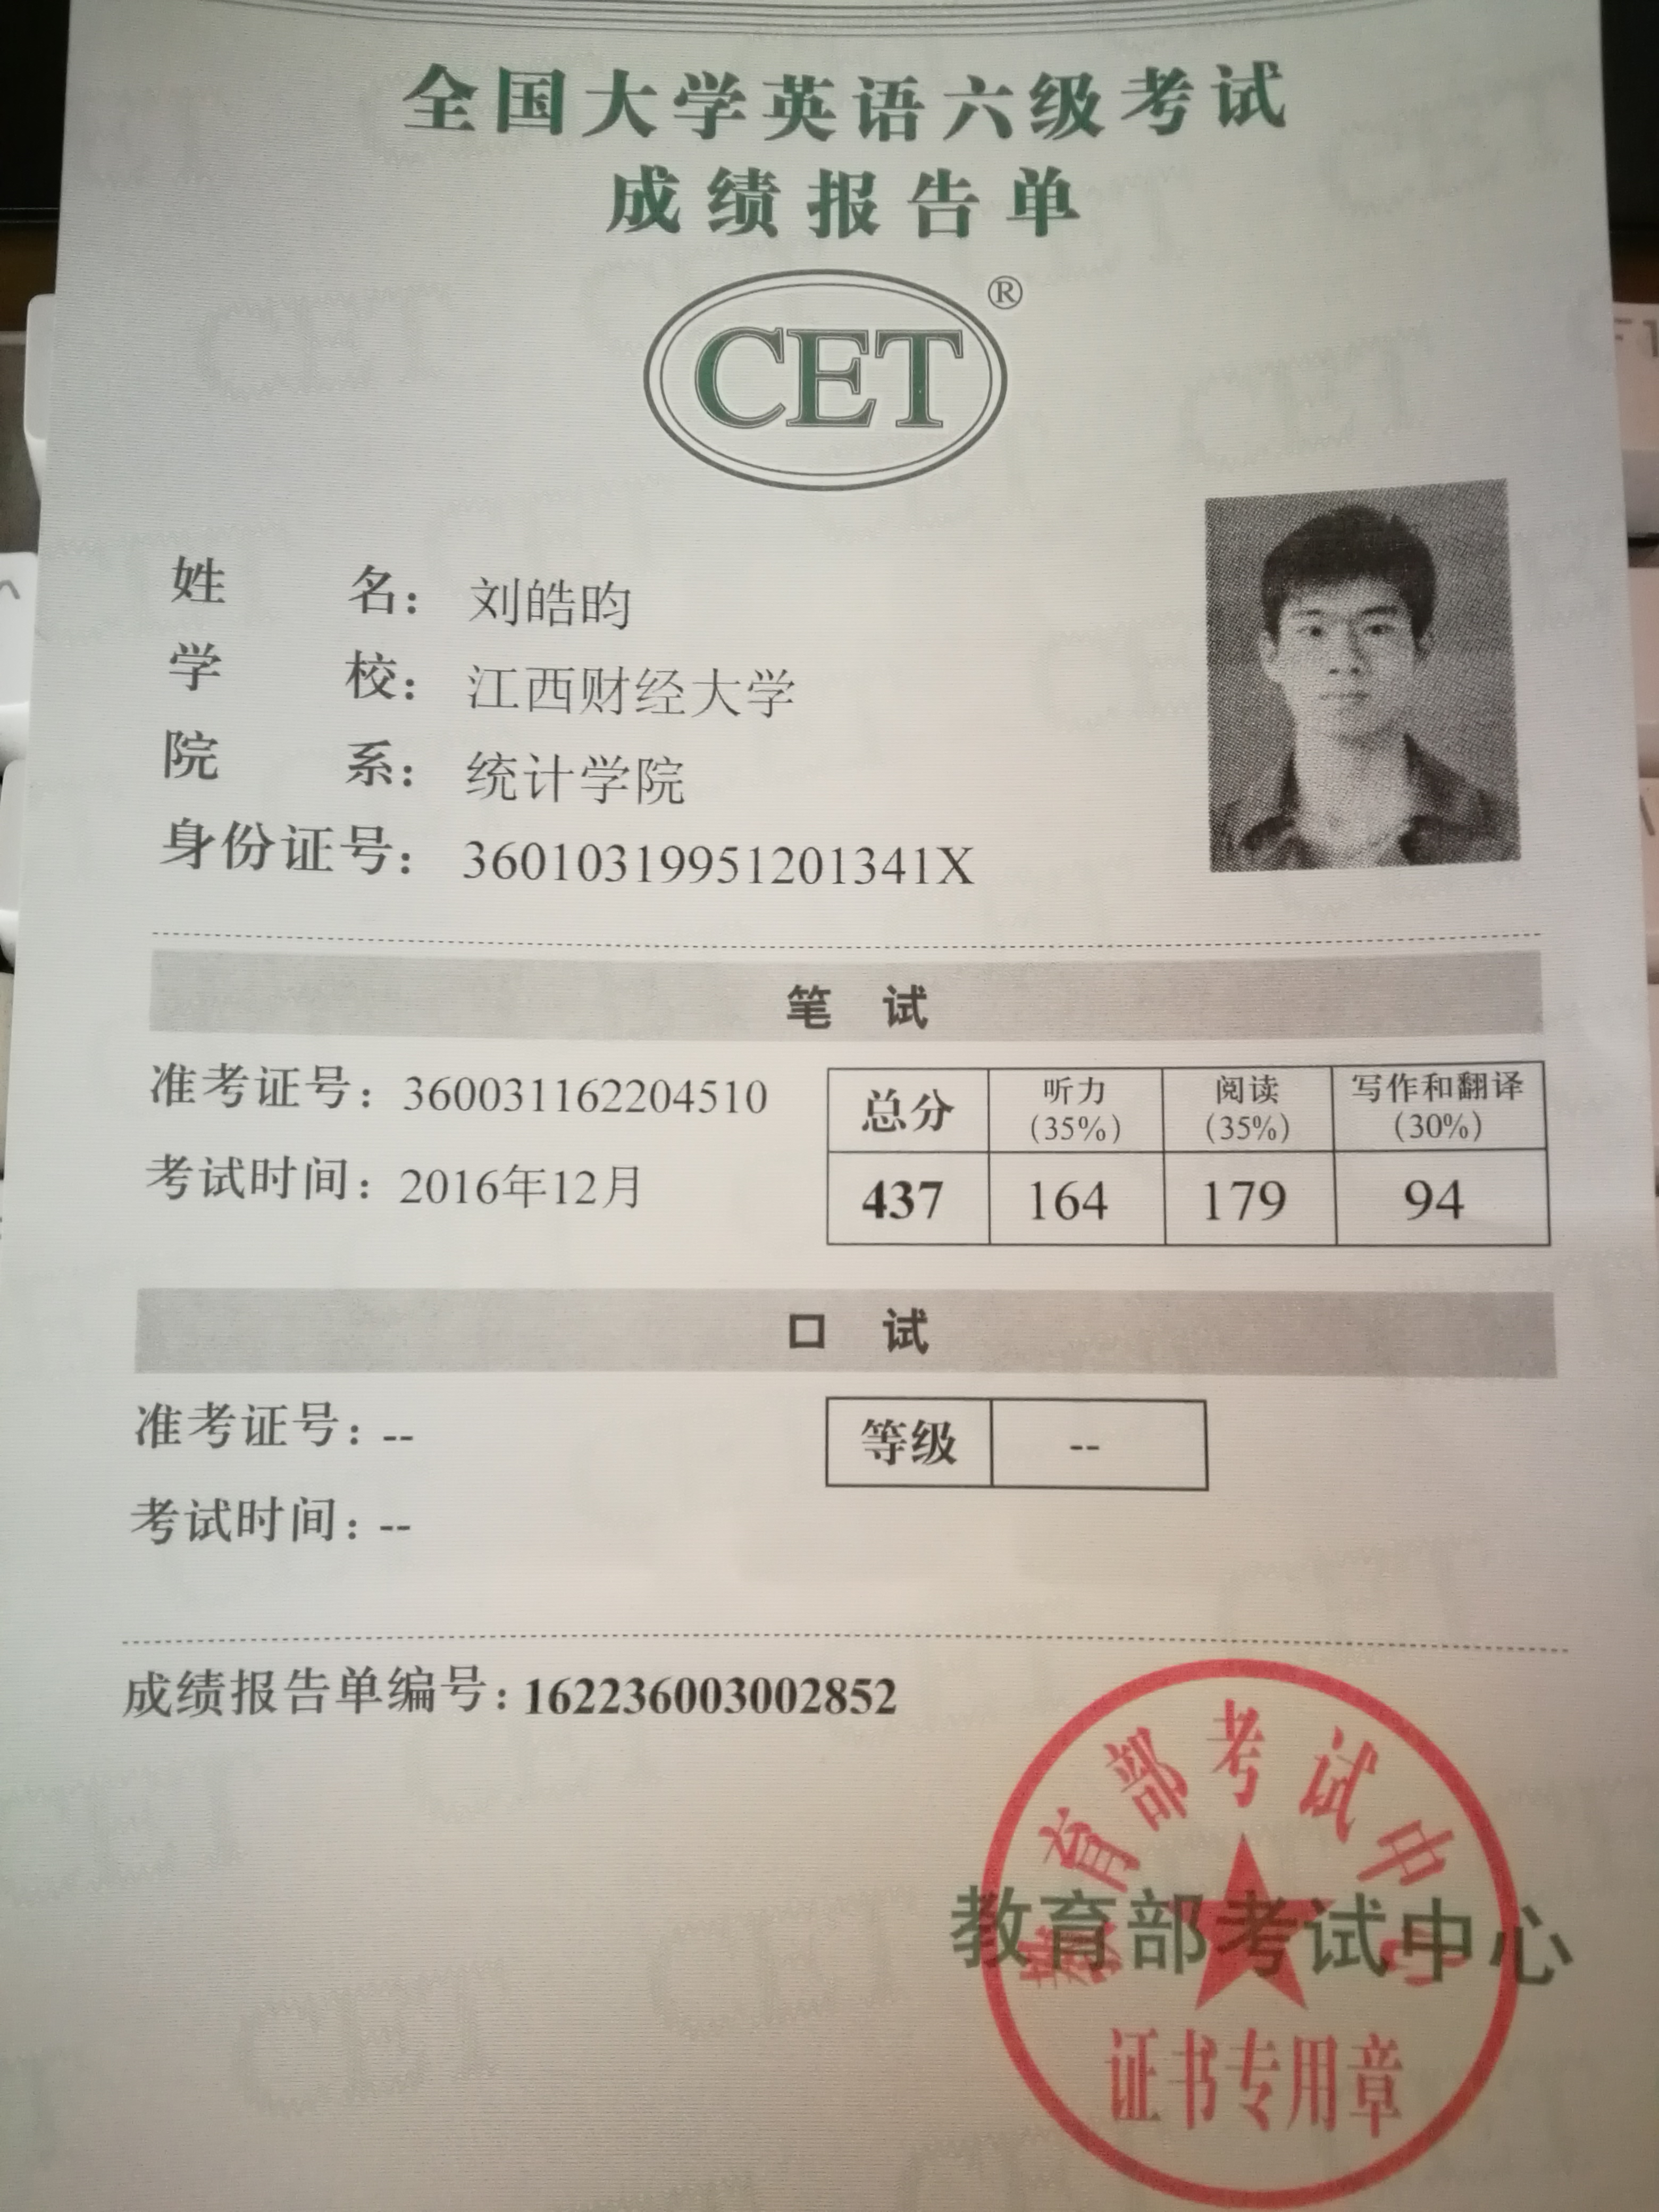 全国大学英语六级考试
成绩报告单
CET®
姓 名: 刘皓昀
学 校: 江西财经大学
院 系: 统计学院
身份证号: 36010319951201341X
笔 试
准考证号: 360031162204510
考试时间: 2016年12月
总分 听力 (35%) 阅读 (35%) 写作和翻译 (30%)
437 164 179 94
口 试
准考证号: --
考试时间: --
等级 --
成绩报告单编号: 162236003002852
教育部考试中心
教育部考试中心
证书专用章